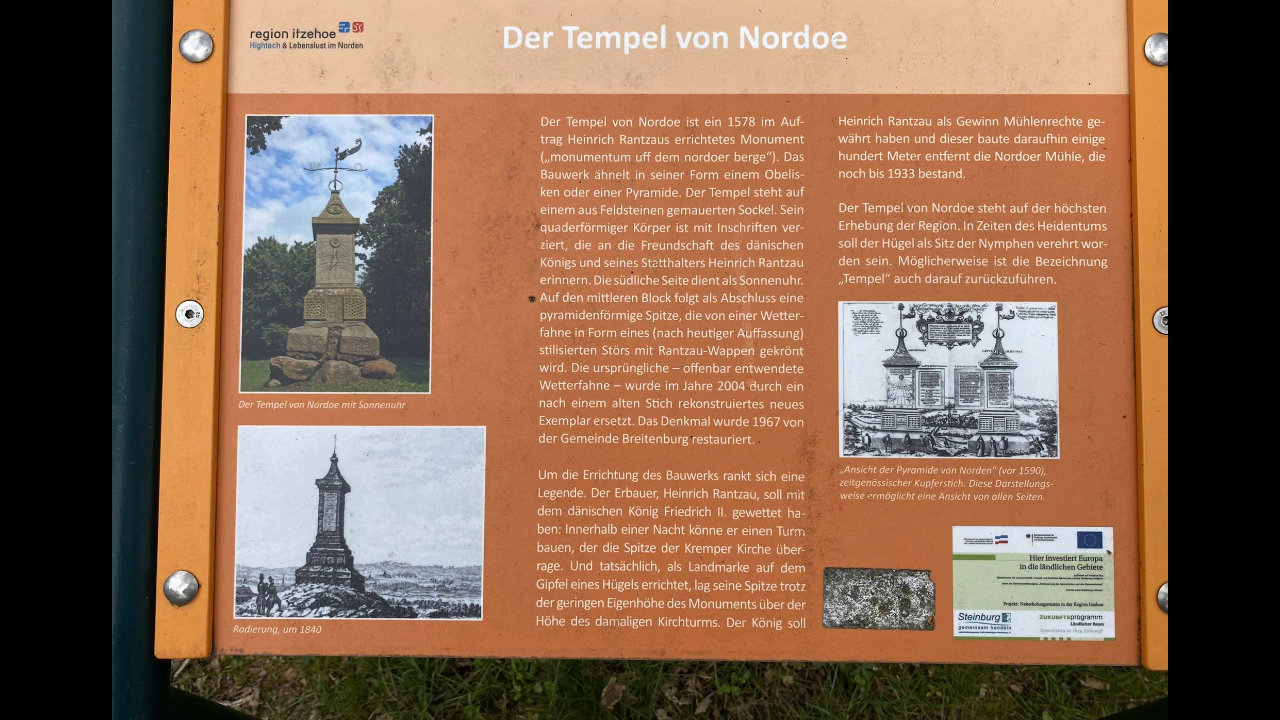 region itzehoe
Hightech & Lebenslust im Norden
Der Tempel von Nordoe
Der Tempel von Nordoe mit Sonnenuhr
Radierung, um 1840
Der Tempel von Nordoe ist ein 1578 im Auf-
trag Heinrich Rantzaus errichtetes Monument
(„monumentum uff dem nordoer berge“). Das
Bauwerk ähnelt in seiner Form einem Obelis-
ken oder einer Pyramide. Der Tempel steht auf
einem aus Feldsteinen gemauerten Sockel. Sein
quaderförmiger Körper ist mit Inschriften ver-
ziert, die an die Freundschaft des dänischen
Königs und seines Statthalters Heinrich Rantzau
erinnern. Die südliche Seite dient als Sonnenuhr.
Auf den mittleren Block folgt als Abschluss eine
pyramidenförmige Spitze, die von einer Wetter-
fahne in Form eines (nach heutiger Auffassung)
stilisierten Störs mit Rantzau-Wappen gekrönt
wird. Die ursprüngliche – offenbar entwendete
Wetterfahne – wurde im Jahre 2004 durch ein
nach einem alten Stich rekonstruiertes neues
Exemplar ersetzt. Das Denkmal wurde 1967 von
der Gemeinde Breitenburg restauriert.
Um die Errichtung des Bauwerks rankt sich eine
Legende. Der Erbauer, Heinrich Rantzau, soll mit
dem dänischen König Friedrich II. gewettet ha-
ben: Innerhalb einer Nacht könne er einen Turm
bauen, der die Spitze der Kremper Kirche über-
rage. Und tatsächlich, als Landmarke auf dem
Gipfel eines Hügels errichtet, lag seine Spitze trotz
der geringen Eigenhöhe des Monuments über der
Höhe des damaligen Kirchturms. Der König soll
Heinrich Rantzau als Gewinn Mühlenrechte ge-
währt haben und dieser baute daraufhin einige
hundert Meter entfernt die Nordoer Mühle, die
noch bis 1933 bestand.
Der Tempel von Nordoe steht auf der höchsten
Erhebung der Region. In Zeiten des Heidentums
soll der Hügel als Sitz der Nymphen verehrt wor-
den sein. Möglicherweise ist die Bezeichnung
„Tempel“ auch darauf zurückzuführen.
„Ansicht der Pyramide von Norden“ (vor 1590),
zeitgenössischer Kupferstich. Diese Darstellungs-
weise ermöglicht eine Ansicht von allen Seiten.
Hier investiert Europa
in die ländlichen Gebiete
Projekt: Naherholungsrouten in der Region Itzehoe
Steinburg
gemeinsam handeln
ZUKUNFTSprogramm
Ländlicher Raum
Investition in Ihre Zukunft